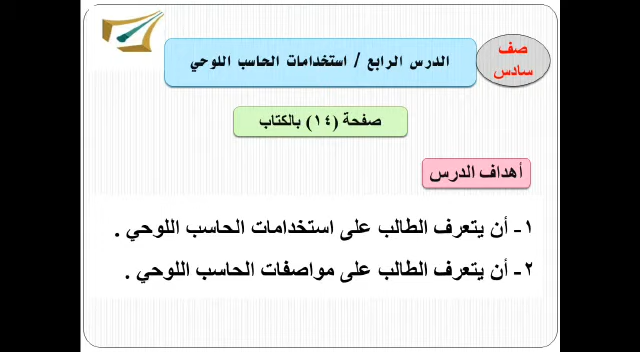 صف
سادس
الدرس الرابع / استخدامات الحاسب اللوحي
صفحة (١٤) بالكتاب
أهداف الدرس
١- أن يتعرف الطالب على استخدامات الحاسب اللوحي .
٢- أن يتعرف الطالب على مواصفات الحاسب اللوحي .